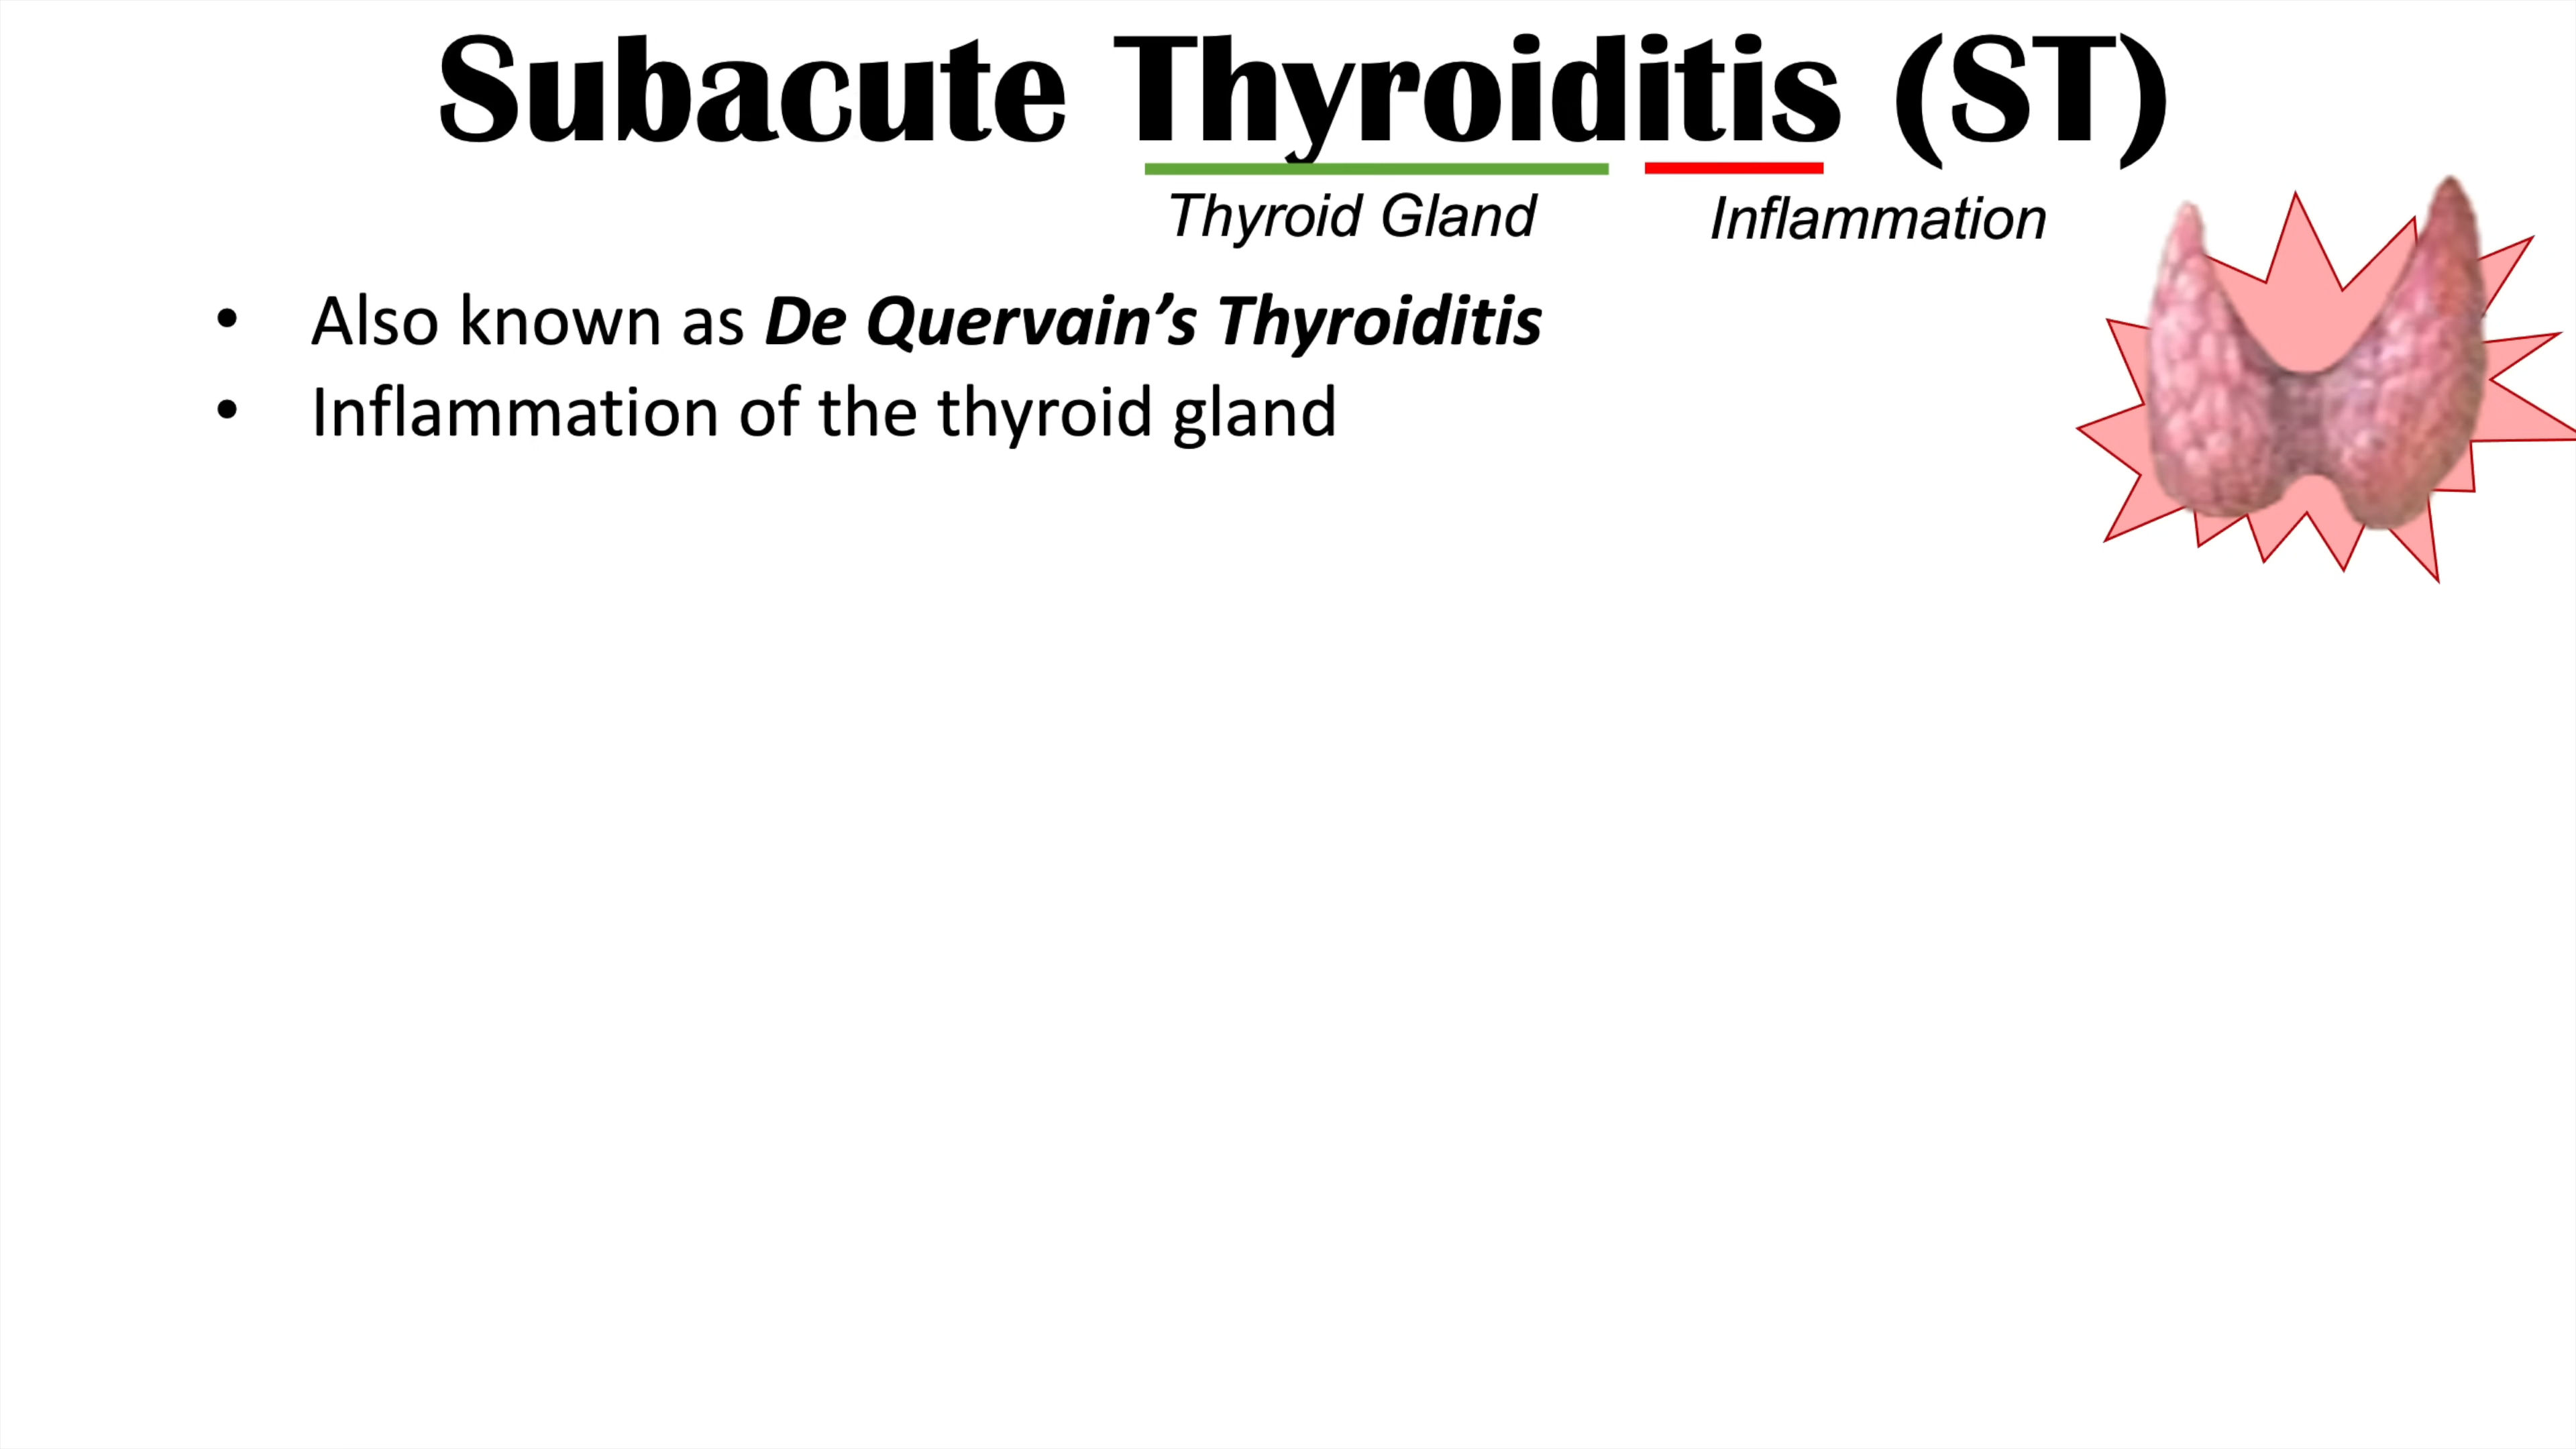 Subacute Thyroiditis (ST)
Thyroid Gland
Inflammation
• Also known as De Quervain’s Thyroiditis
• Inflammation of the thyroid gland